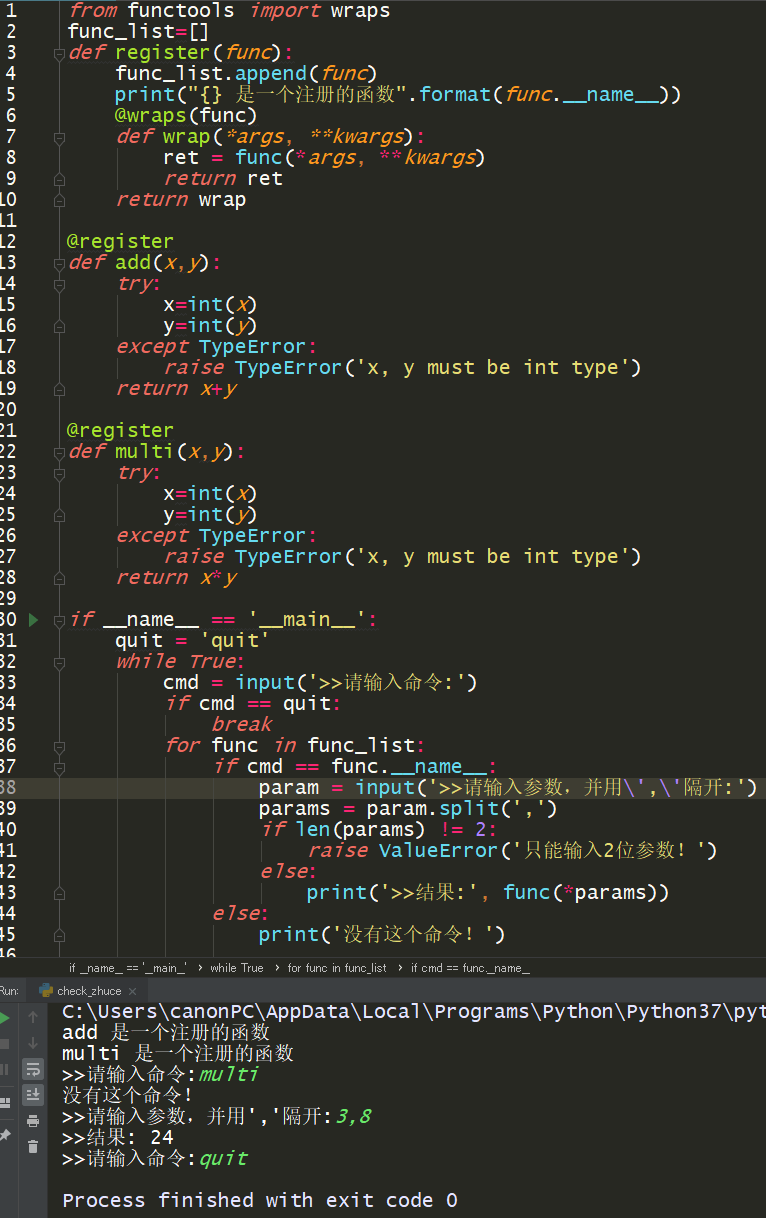 1 from functools import wraps
2 func_list=[]
3 def register(func):
4 func_list.append(func)
5 print("{} 是一个注册的函数".format(func.__name__))
6 @wraps(func)
7 def wrap(*args, **kwargs):
8 ret = func(*args, **kwargs)
9 return ret
10 return wrap
11
12 @register
13 def add(x,y):
14 try:
15 x=int(x)
16 y=int(y)
17 except TypeError:
18 raise TypeError('x, y must be int type')
19 return x+y
20
21 @register
22 def multi(x,y):
23 try:
24 x=int(x)
25 y=int(y)
26 except TypeError:
27 raise TypeError('x, y must be int type')
28 return x*y
29
30 if __name__ == '__main__':
31 quit = 'quit'
32 while True:
33 cmd = input('>>请输入命令:')
34 if cmd == quit:
35 break
36 for func in func_list:
37 if cmd == func.__name__:
38 param = input('>>请输入参数，并用\',\'隔开:')
39 params = param.split(',')
40 if len(params) != 2:
41 raise ValueError('只能输入2位参数！')
42 else:
43 print('>>结果:', func(*params))
44 else:
45 print('没有这个命令！')
46
if __name__ == '__main__' › while True › for func in func_list › if cmd == func.__name__
Run: check_zhuce ×
C:\Users\canonPC\AppData\Local\Programs\Python\Python37\pyt
add 是一个注册的函数
multi 是一个注册的函数
>>请输入命令:multi
没有这个命令！
>>请输入参数，并用','隔开:3,8
>>结果: 24
>>请输入命令:quit
Process finished with exit code 0